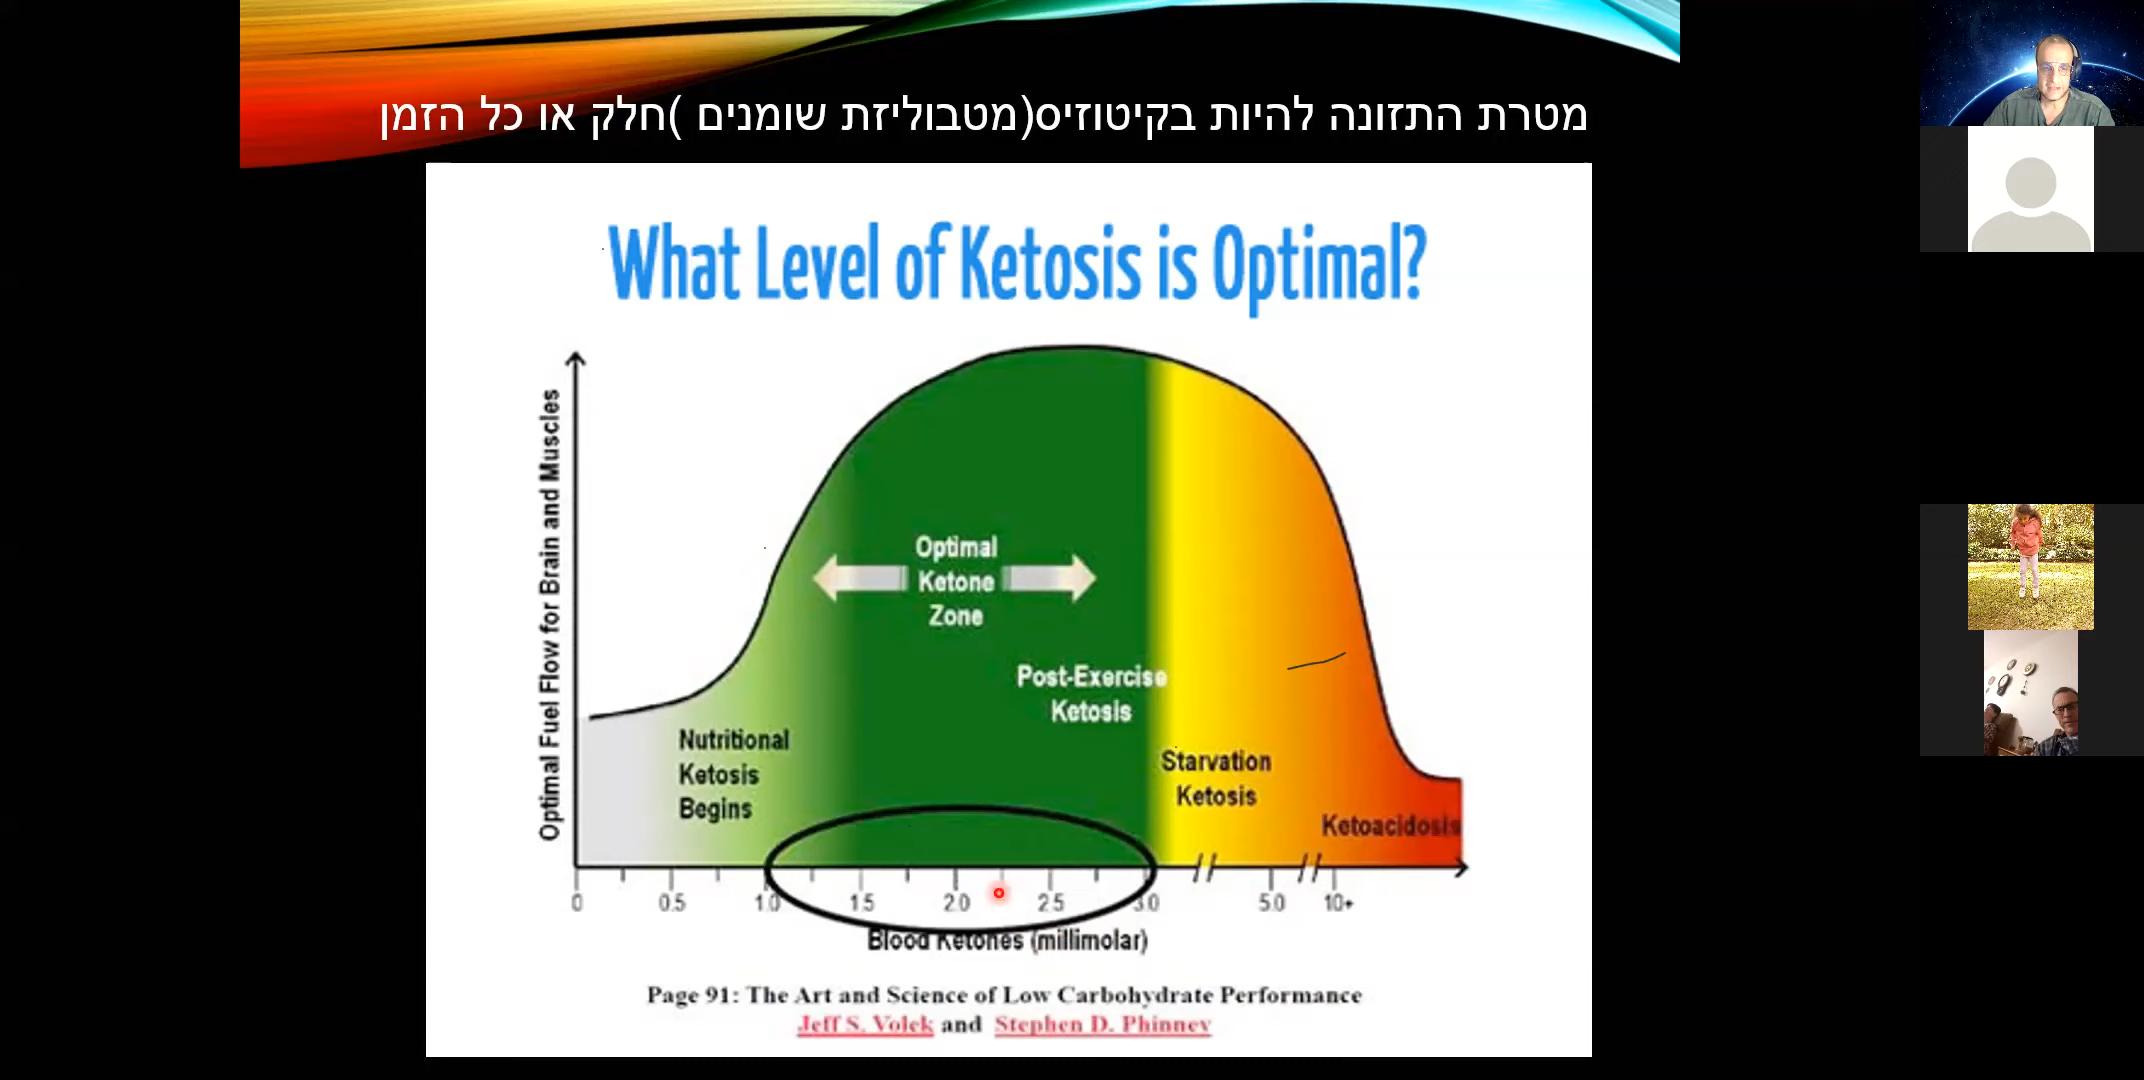 מטרת התזונה להיות בקיטוזיס(מטבוליזת שומנים )חלק או כל הזמן
What Level of Ketosis is Optimal?
Optimal Fuel Flow for Brain and Muscles
Optimal
Ketone
Zone
Post-Exercise
Ketosis
Nutritional
Ketosis
Begins
Starvation
Ketosis
Ketoacidosis
0 0.5 1.0 1.5 2.0 2.5 3.0 5.0 10+
Blood Ketones (millimolar)
Page 91: The Art and Science of Low Carbohydrate Performance
Jeff S. Volek and Stephen D. Phinney